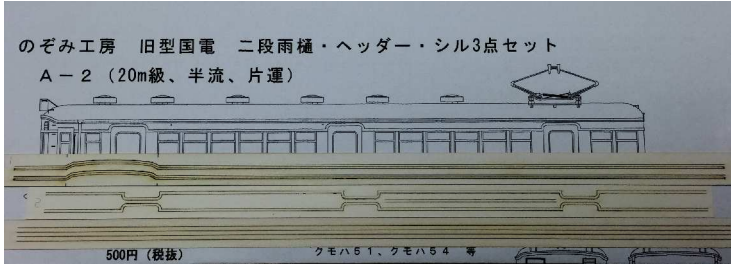 のぞみ工房　旧型国電　二段雨樋・ヘッダー・シル3点セット
A－2（20m級、半流、片運）
2
500円（税抜）
クモハ51、クモハ54　等